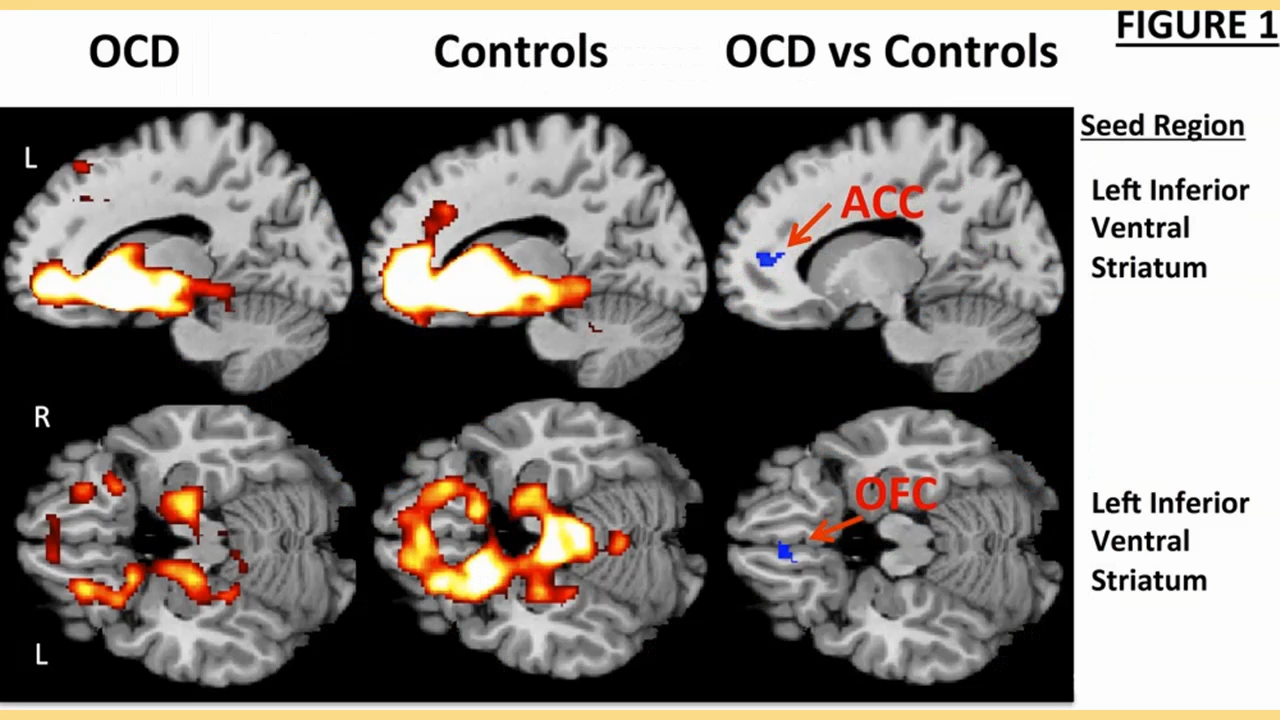 FIGURE 1
OCD
Controls
OCD vs Controls
Seed Region
L
ACC
Left Inferior
Ventral
Striatum
R
OFC
Left Inferior
Ventral
Striatum
L